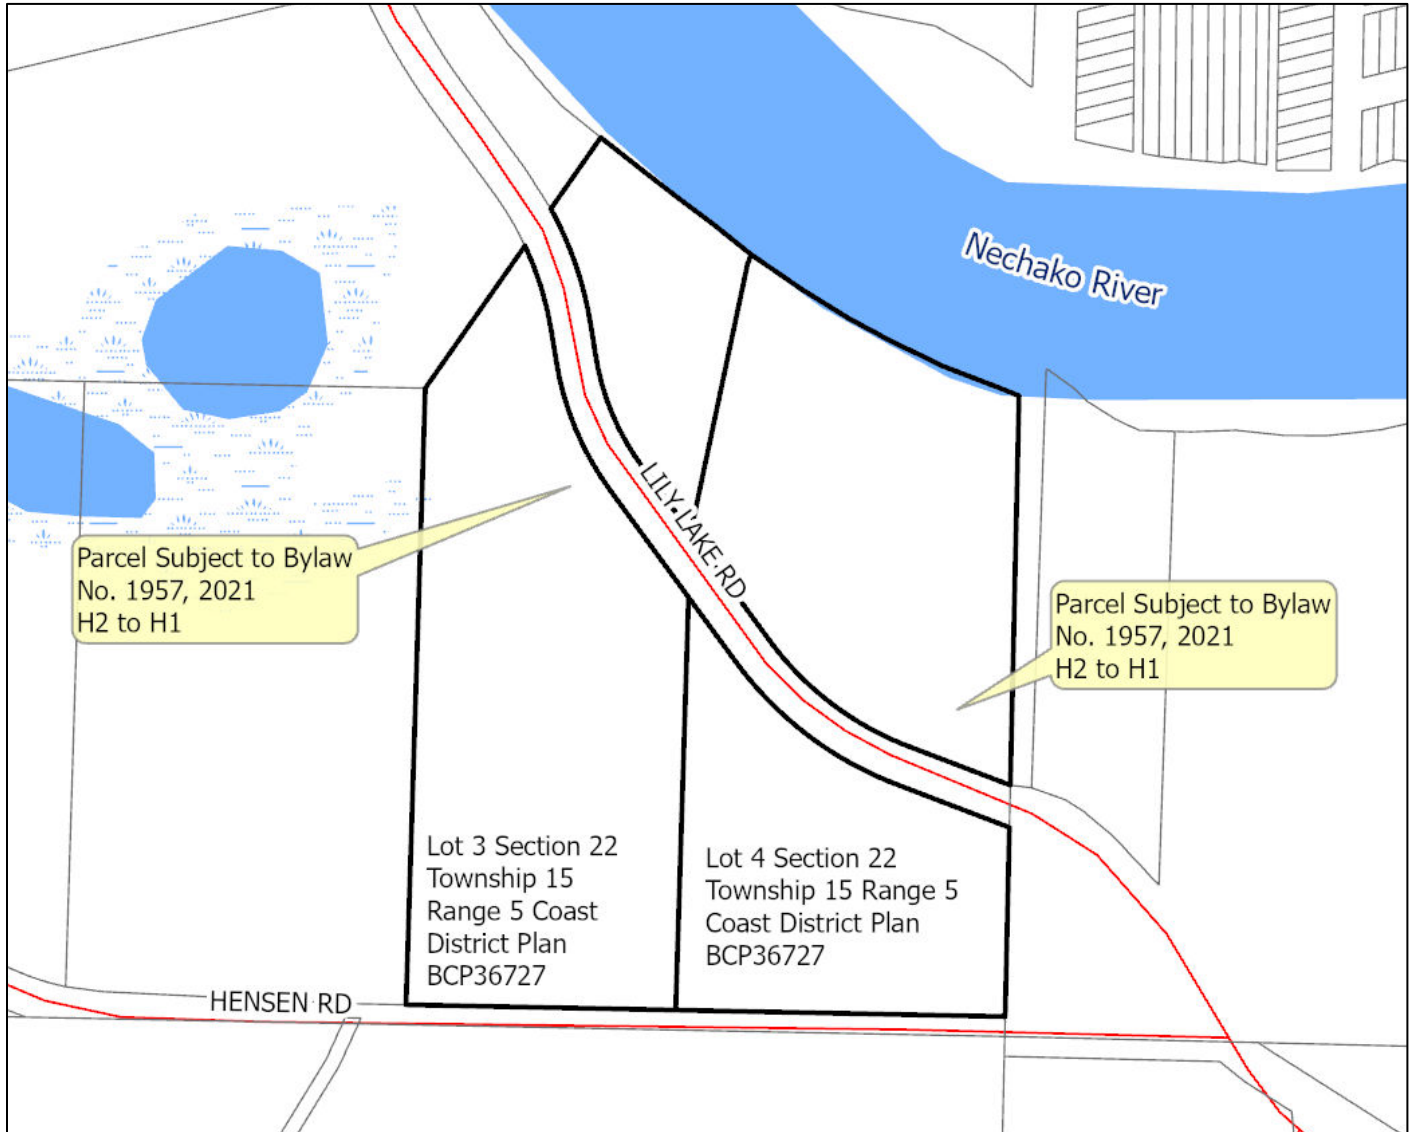 Nechako River
LILY LAKE RD
Parcel Subject to Bylaw
No. 1957, 2021
H2 to H1
Parcel Subject to Bylaw
No. 1957, 2021
H2 to H1
Lot 3 Section 22
Township 15
Range 5 Coast
District Plan
BCP36727
Lot 4 Section 22
Township 15 Range 5
Coast District Plan
BCP36727
HENSEN RD